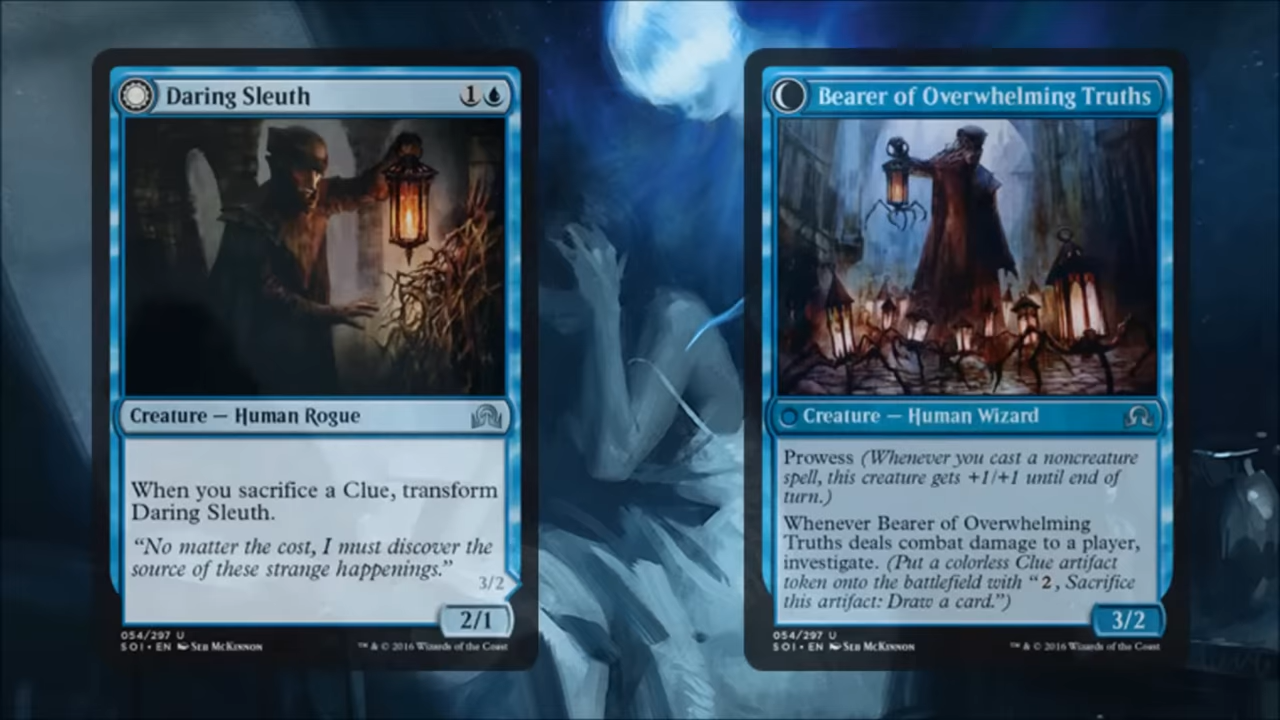 Daring Sleuth 1
Creature — Human Rogue
When you sacrifice a Clue, transform
Daring Sleuth.
“No matter the cost, I must discover the
source of these strange happenings.”
3/2
2/1
054/297 U
SOI • EN Seb McKinnon
™ & © 2016 Wizards of the Coast
Bearer of Overwhelming Truths
Creature — Human Wizard
Prowess (Whenever you cast a noncreature
spell, this creature gets +1/+1 until end of
turn.)
Whenever Bearer of Overwhelming
Truths deals combat damage to a player,
investigate. (Put a colorless Clue artifact
token onto the battlefield with “2, Sacrifice
this artifact: Draw a card.”)
3/2
054/297 U
SOI • EN Seb McKinnon
™ & © 2016 Wizards of the Coast